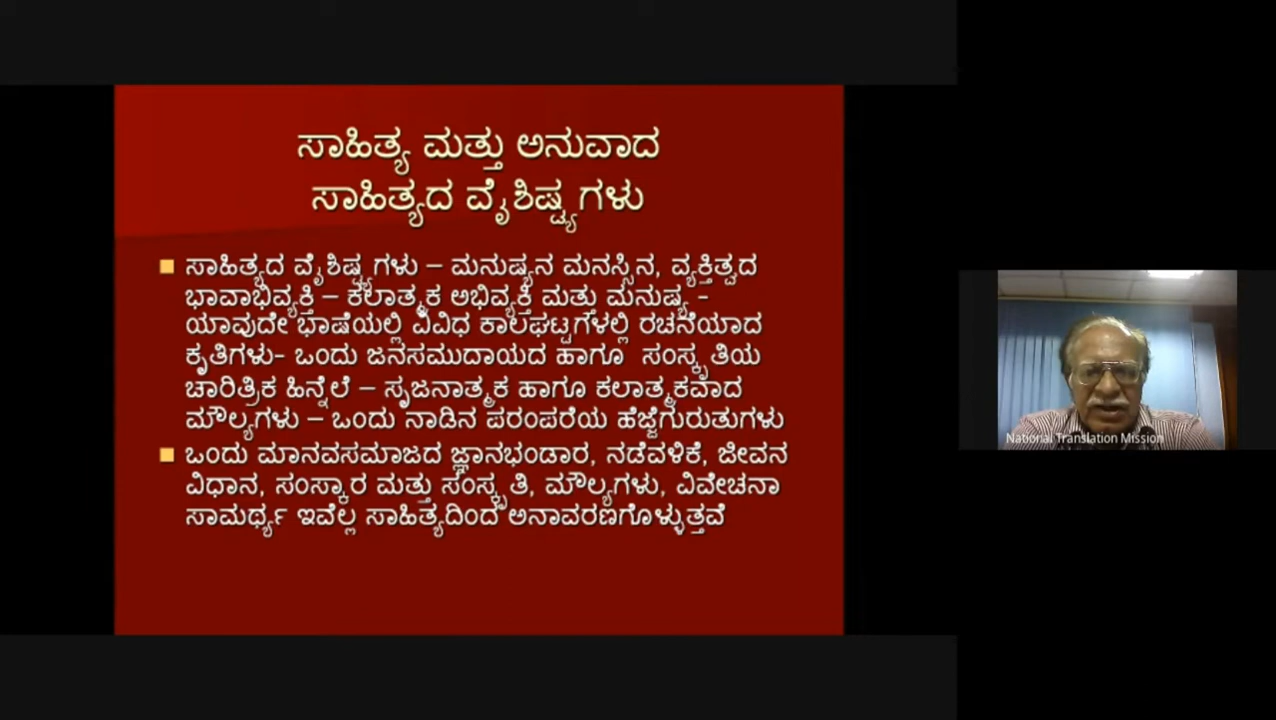 ಸಾಹಿತ್ಯ ಮತ್ತು ಅನುವಾದ
ಸಾಹಿತ್ಯದ ವೈಶಿಷ್ಟ್ಯಗಳು
ಸಾಹಿತ್ಯದ ವೈಶಿಷ್ಟ್ಯಗಳು – ಮನುಷ್ಯನ ಮನಸ್ಸಿನ, ವ್ಯಕ್ತಿತ್ವದ
ಭಾವಾಭಿವ್ಯಕ್ತಿ – ಕಲಾತ್ಮಕ ಅಭಿವ್ಯಕ್ತಿ ಮತ್ತು ಮನುಷ್ಯ -
ಯಾವುದೇ ಭಾಷೆಯಲ್ಲಿ ವಿವಿಧ ಕಾಲಘಟ್ಟಗಳಲ್ಲಿ ರಚನೆಯಾದ
ಕೃತಿಗಳು- ಒಂದು ಜನಸಮುದಾಯದ ಹಾಗೂ ಸಂಸ್ಕೃತಿಯ
ಚಾರಿತ್ರಿಕ ಹಿನ್ನೆಲೆ – ಸೃಜನಾತ್ಮಕ ಹಾಗೂ ಕಲಾತ್ಮಕವಾದ
ಮೌಲ್ಯಗಳು – ಒಂದು ನಾಡಿನ ಪರಂಪರೆಯ ಹೆಜ್ಜೆಗುರುತುಗಳು
ಒಂದು ಮಾನವಸಮಾಜದ ಜ್ಞಾನಭಂಡಾರ, ನಡೆವಳಿಕೆ, ಜೀವನ
ವಿಧಾನ, ಸಂಸ್ಕಾರ ಮತ್ತು ಸಂಸ್ಕೃತಿ, ಮೌಲ್ಯಗಳು, ವಿವೇಚನಾ
ಸಾಮರ್ಥ್ಯ ಇವೆಲ್ಲ ಸಾಹಿತ್ಯದಿಂದ ಅನಾವರಣಗೊಳ್ಳುತ್ತವೆ
National Translation Mission